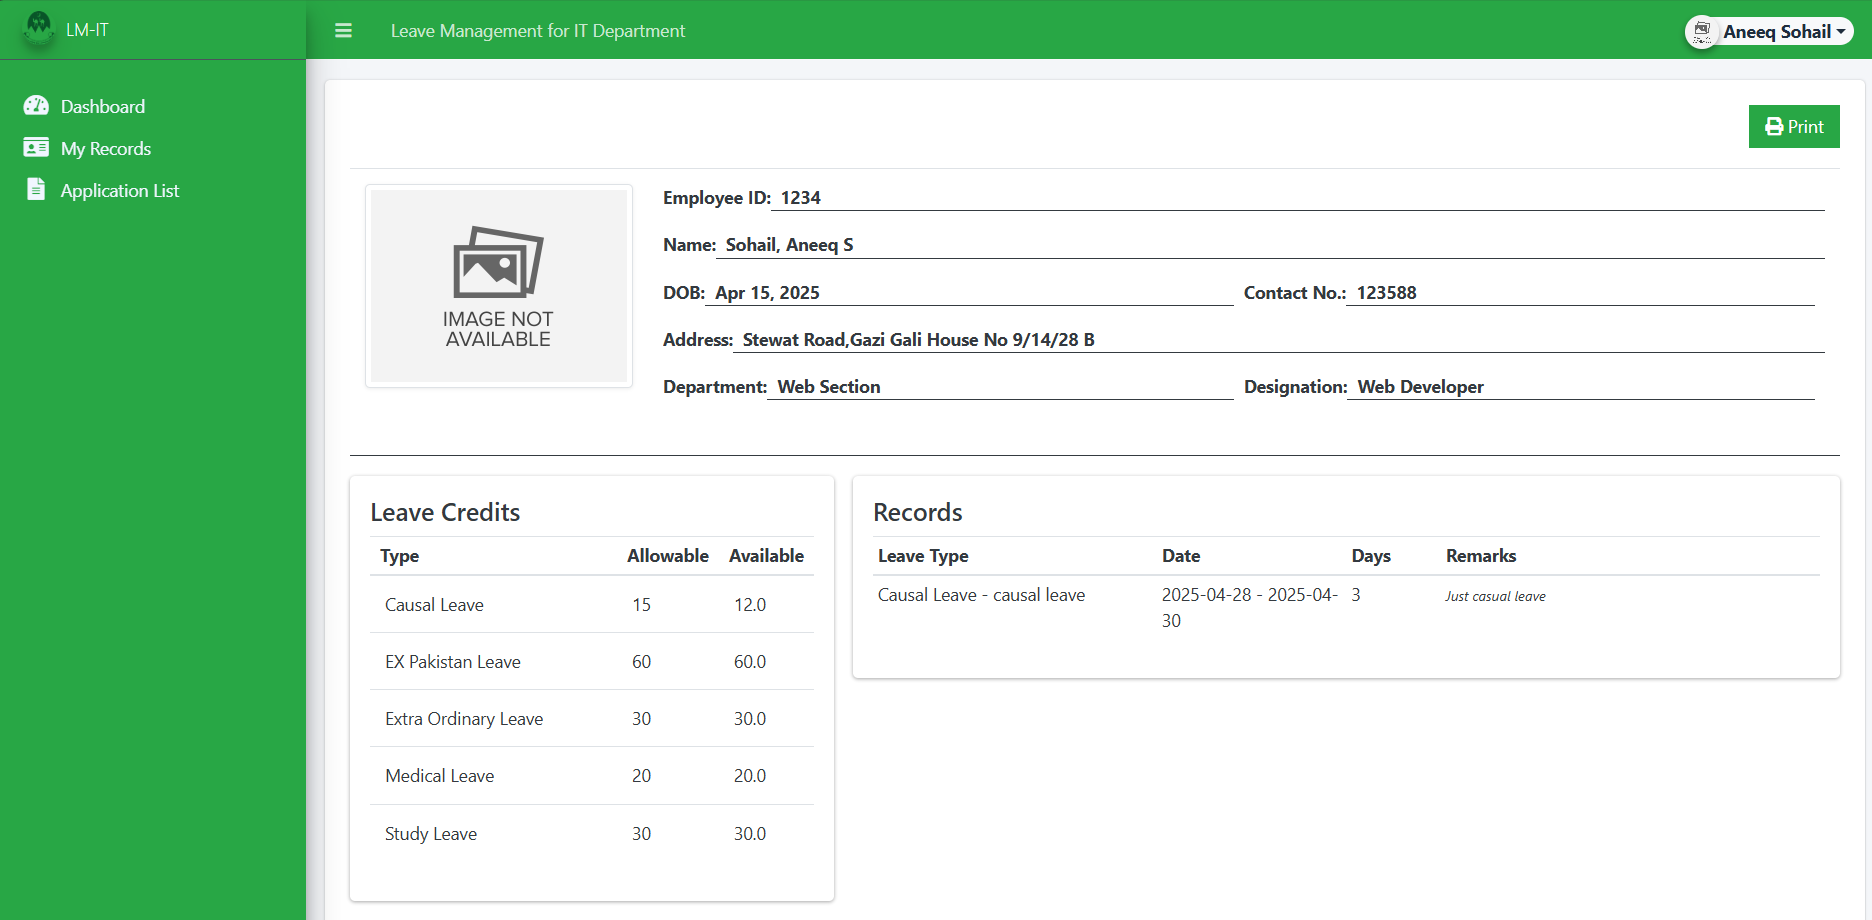 LM-IT
Leave Management for IT Department
Aneeq Sohail
Dashboard
My Records
Application List
Print
IMAGE NOT
AVAILABLE
Employee ID: 1234
Name: Sohail, Aneeq S
DOB: Apr 15, 2025 Contact No.: 123588
Address: Stewat Road,Gazi Gali House No 9/14/28 B
Department: Web Section Designation: Web Developer
Leave Credits
Type Allowable Available
Causal Leave 15 12.0
EX Pakistan Leave 60 60.0
Extra Ordinary Leave 30 30.0
Medical Leave 20 20.0
Study Leave 30 30.0
Records
Leave Type Date Days Remarks
Causal Leave - causal leave 2025-04-28 - 2025-04- 3 Just casual leave
30